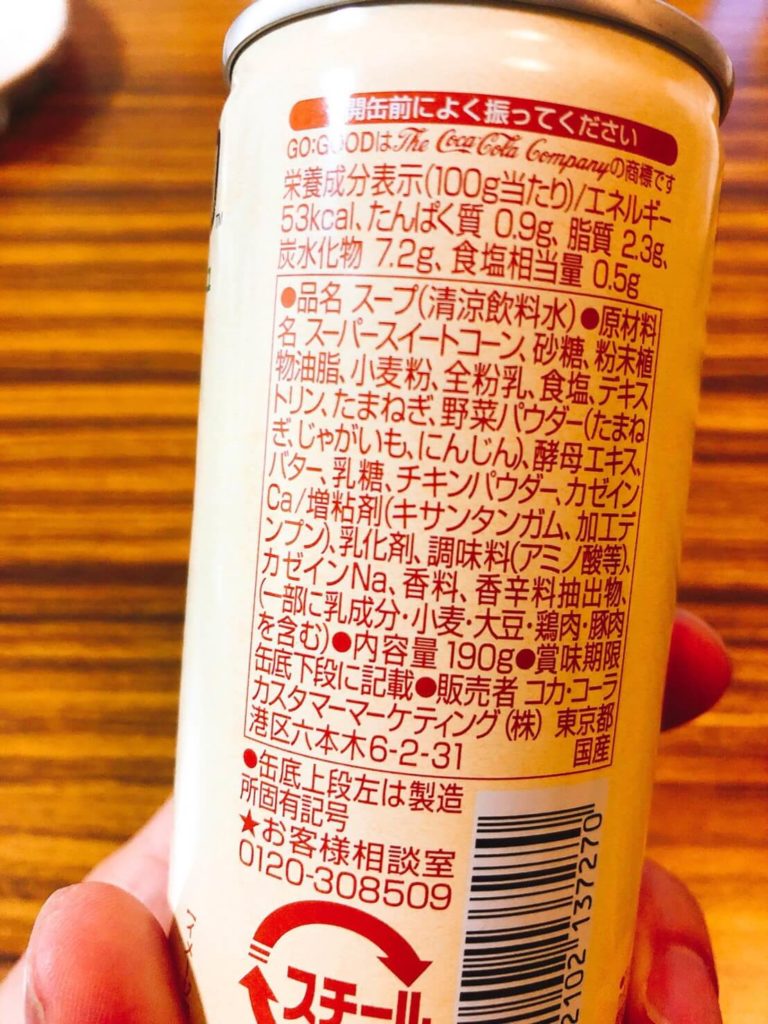 開缶前によく振ってください
GO:GOODはThe Coca-Cola Companyの商標です
栄養成分表示(100g当たり)/エネルギー
53kcal、たんぱく質 0.9g、脂質 2.3g、
炭水化物 7.2g、食塩相当量 0.5g
●品名 スープ(清涼飲料水)●原材料
名 スーパースイートコーン、砂糖、粉末植
物油脂、小麦粉、全粉乳、食塩、デキス
トリン、たまねぎ、野菜パウダー(たまね
ぎ、じゃがいも、にんじん)、酵母エキス、
バター、乳糖、チキンパウダー、カゼイン
Ca/増粘剤(キサンタンガム、加工デ
ンプン)、乳化剤、調味料(アミノ酸等)、
カゼインNa、香料、香辛料抽出物、
(一部に乳成分・小麦・大豆・鶏肉・豚肉
を含む)●内容量 190g●賞味期限
缶底下段に記載●販売者 コカ・コーラ
カスタマーマーケティング(株) 東京都
港区六本木6-2-31 国産
●缶底上段左は製造
所固有記号
★お客様相談室
0120-308509
スチール
2102 137270